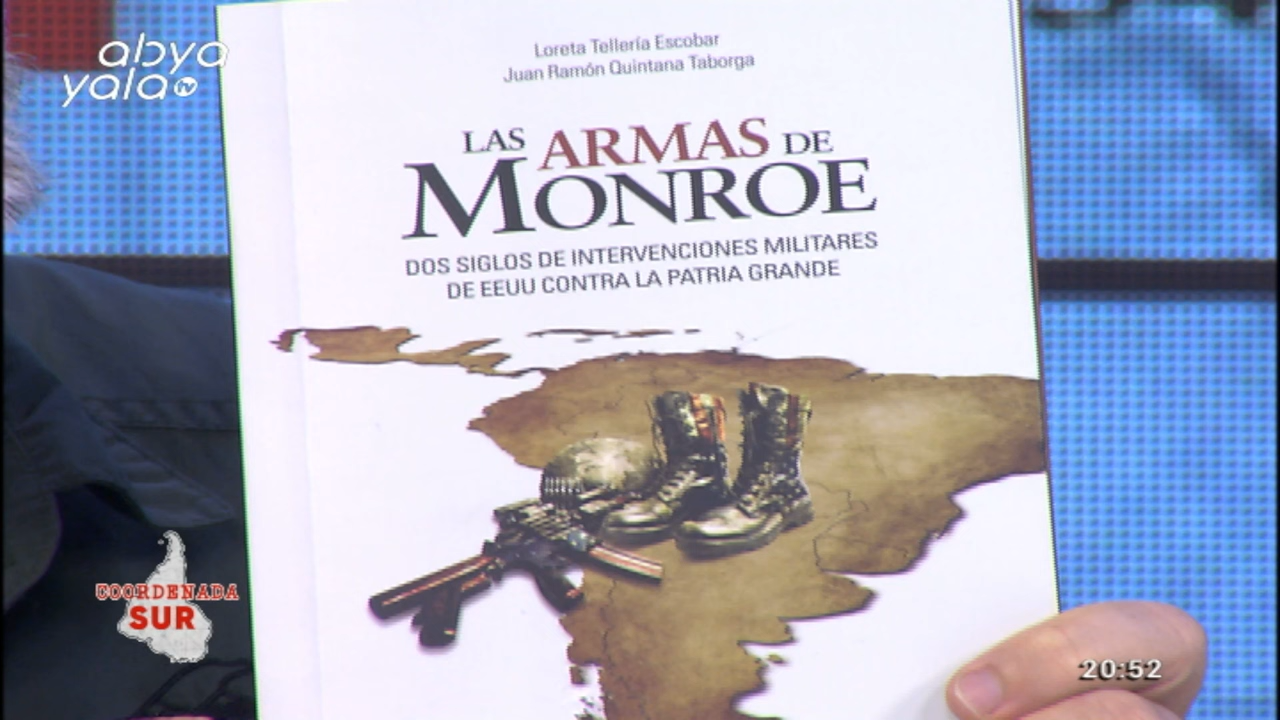 abya
yala tv
Loreta Tellería Escobar
Juan Ramón Quintana Taborga
LAS ARMAS DE
MONROE
DOS SIGLOS DE INTERVENCIONES MILITARES
DE EEUU CONTRA LA PATRIA GRANDE
COORDENADA
SUR
20:52